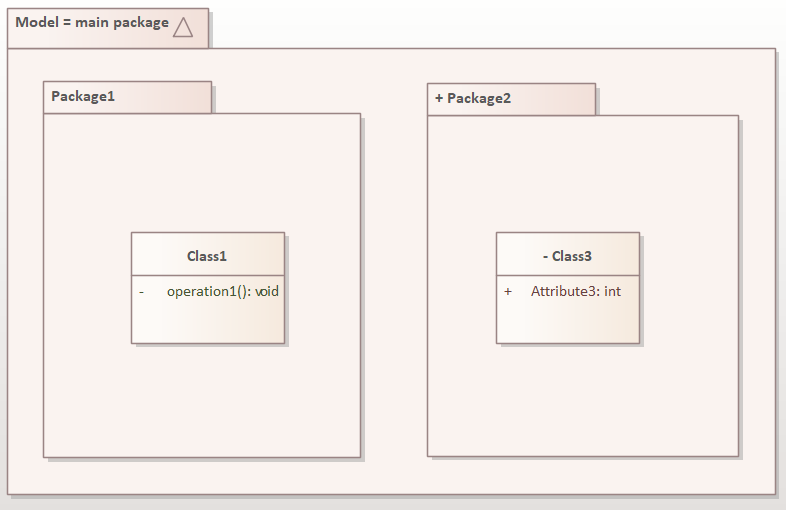 Model = main package
Package1
+ Package2
Class1
- operation1(): void
- Class3
+ Attribute3: int